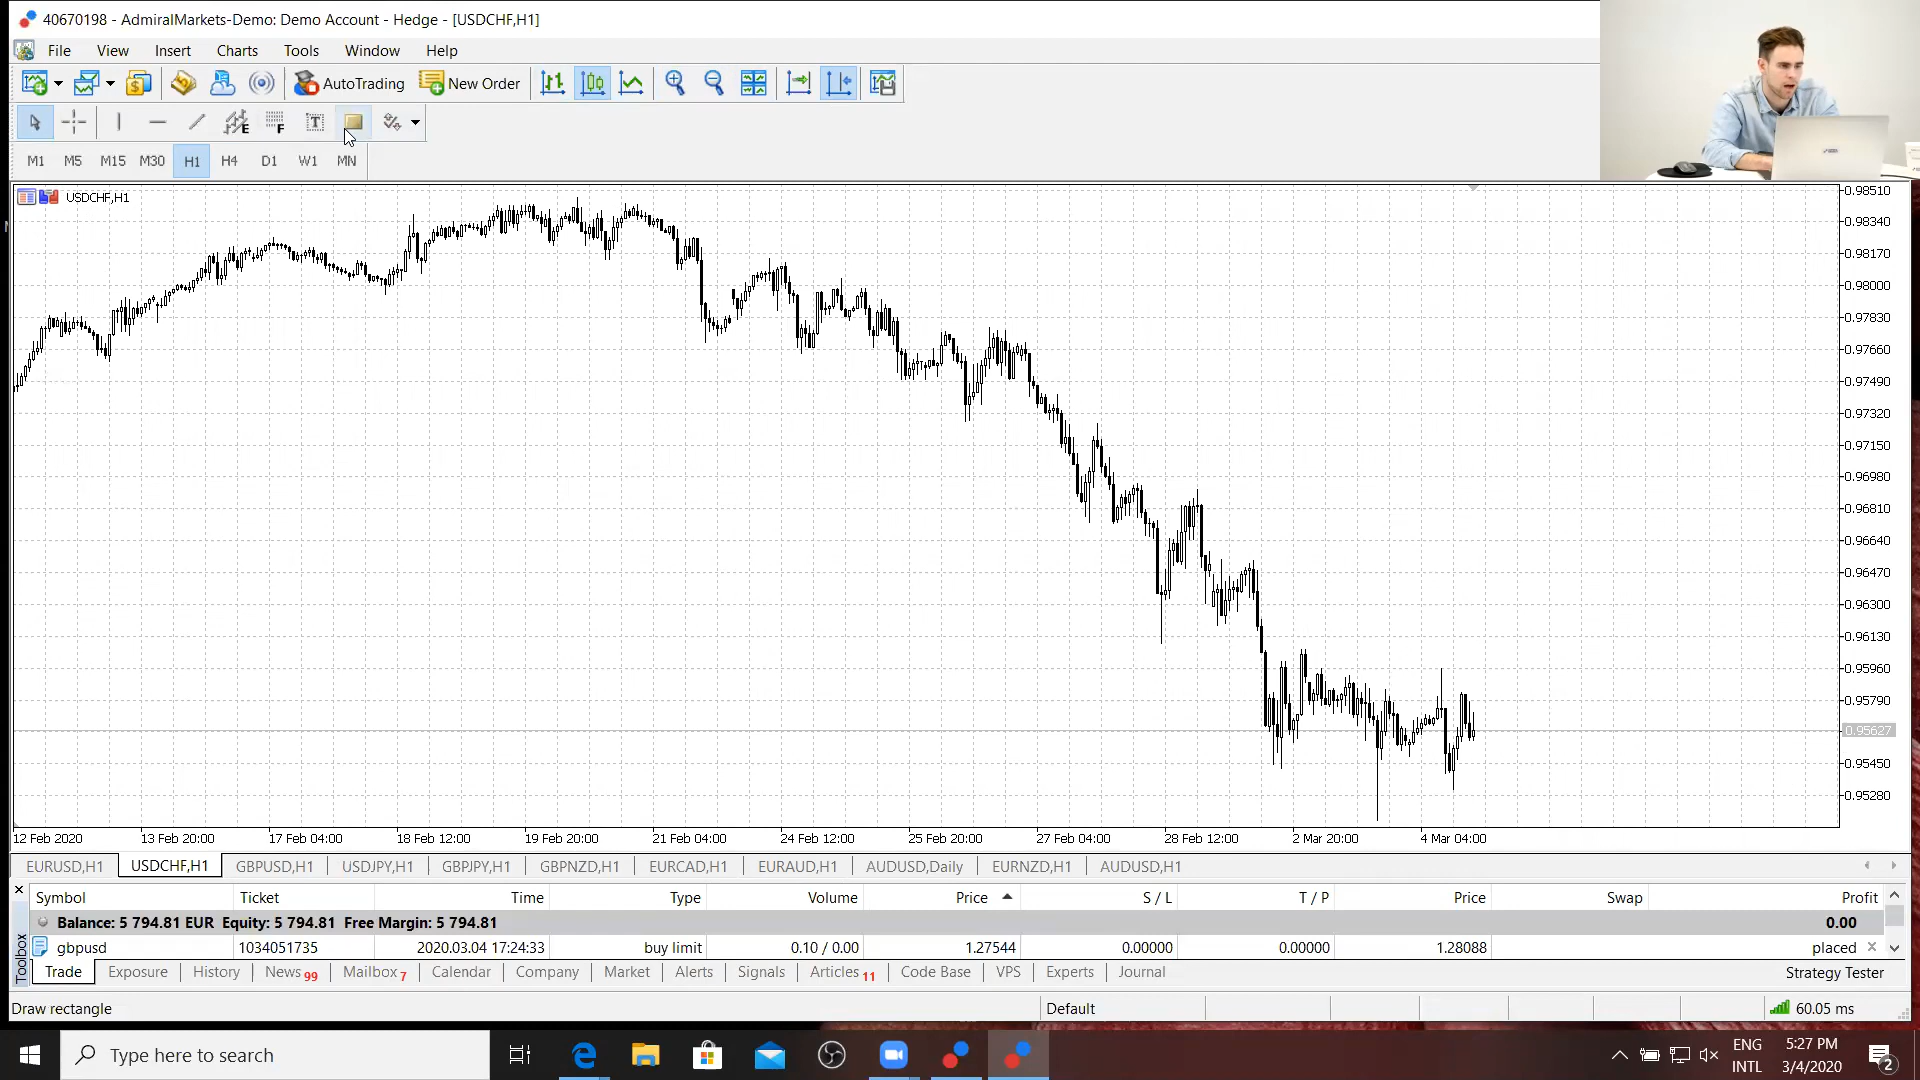 40670198 - AdmiralMarkets-Demo: Demo Account - Hedge - [USDCHF,H1]
File View Insert Charts Tools Window Help
AutoTrading New Order
E F T
M1 M5 M15 M30 H1 H4 D1 W1 MN
USDCHF,H1
0.98510
0.98340
0.98170
0.98000
0.97830
0.97660
0.97490
0.97320
0.97150
0.96980
0.96810
0.96640
0.96470
0.96300
0.96130
0.95960
0.95790
0.95627
0.95450
0.95280
12 Feb 2020 13 Feb 20:00 17 Feb 04:00 18 Feb 12:00 19 Feb 20:00 21 Feb 04:00 24 Feb 12:00 25 Feb 20:00 27 Feb 04:00 28 Feb 12:00 2 Mar 20:00 4 Mar 04:00
EURUSD,H1 USDCHF,H1 GBPUSD,H1 USDJPY,H1 GBPJPY,H1 GBPNZD,H1 EURCAD,H1 EURAUD,H1 AUDUSD,Daily EURNZD,H1 AUDUSD,H1
Symbol Ticket Time Type Volume Price S / L T / P Price Swap Profit
Balance: 5 794.81 EUR Equity: 5 794.81 Free Margin: 5 794.81 0.00
gbpusd 1034051735 2020.03.04 17:24:33 buy limit 0.10 / 0.00 1.27544 0.00000 0.00000 1.28088 placed
Toolbox
Trade Exposure History News 99 Mailbox 7 Calendar Company Market Alerts Signals Articles 11 Code Base VPS Experts Journal Strategy Tester
Draw rectangle Default 60.05 ms
Type here to search
ENG 5:27 PM
INTL 3/4/2020 2